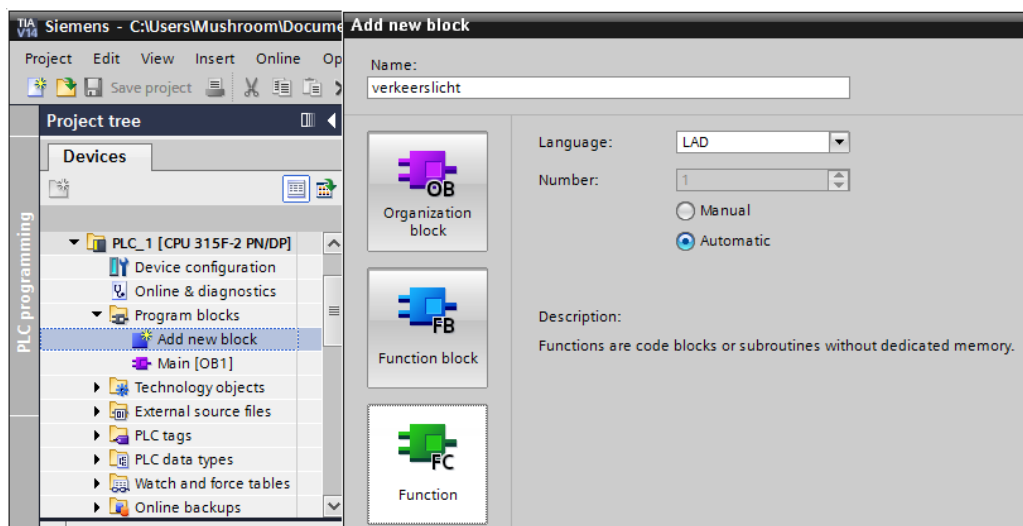 TIA V14 Siemens - C:\Users\Mushroom\Docume
Project Edit View Insert Online Op
Save project
Project tree
Devices
PLC programming
PLC_1 [CPU 315F-2 PN/DP]
Device configuration
Online & diagnostics
Program blocks
Add new block
Main [OB1]
Technology objects
External source files
PLC tags
PLC data types
Watch and force tables
Online backups
Add new block
Name:
verkeerslicht
OB
Organization
block
FB
Function block
FC
Function
Language: LAD
Number: 1
Manual
Automatic
Description:
Functions are code blocks or subroutines without dedicated memory.